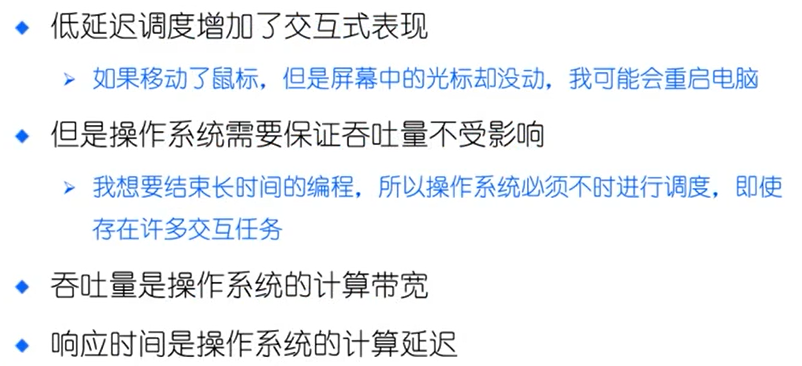 低延迟调度增加了交互式表现
如果移动了鼠标，但是屏幕中的光标却没动，我可能会重启电脑
但是操作系统需要保证吞吐量不受影响
我想要结束长时间的编程，所以操作系统必须不时进行调度，即使
存在许多交互任务
吞吐量是操作系统的计算带宽
响应时间是操作系统的计算延迟